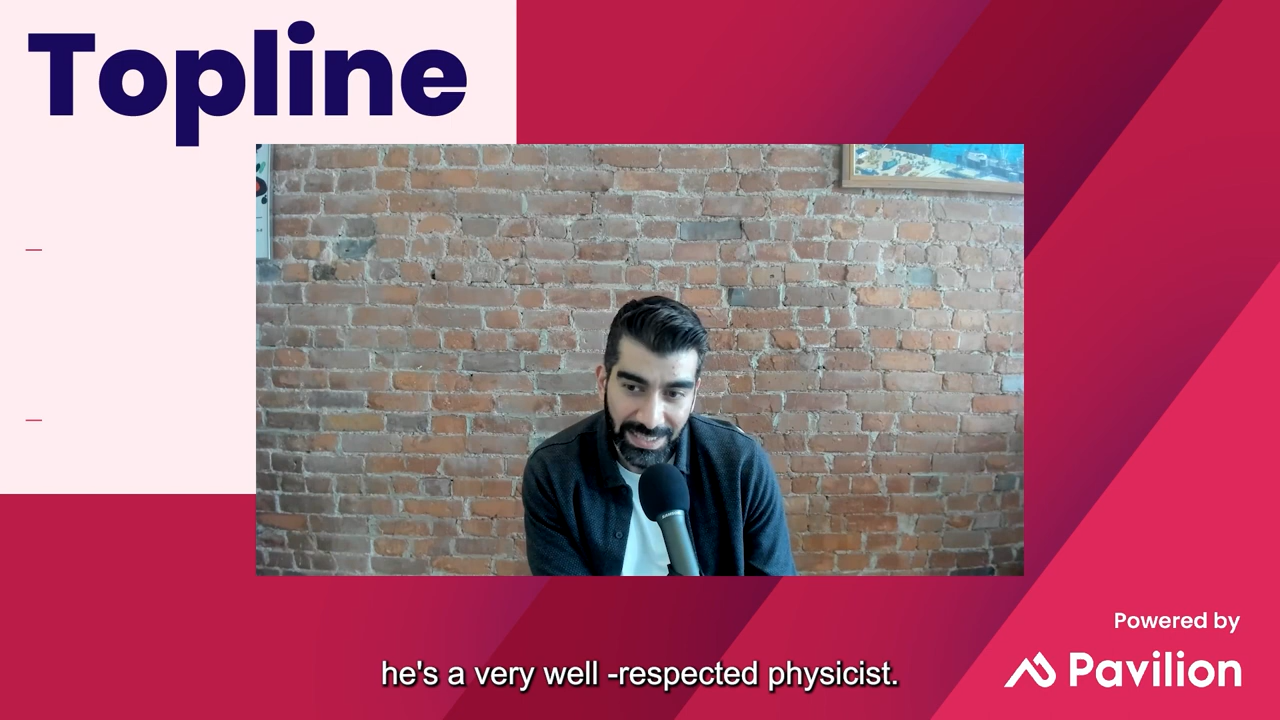 Topline
he's a very well -respected physicist.
Powered by
Pavilion